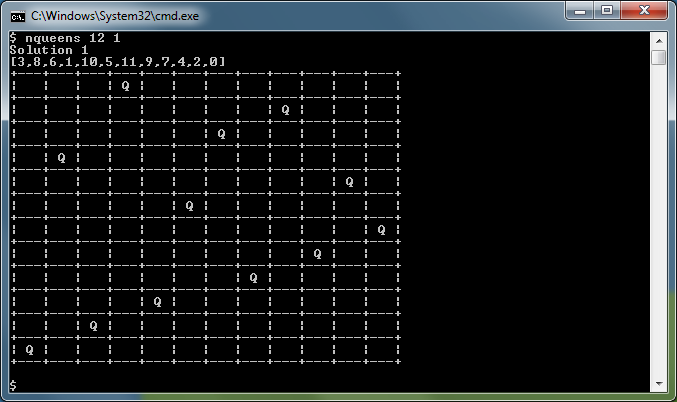 C:\Windows\System32\cmd.exe
$ nqueens 12 1
Solution 1
[3,8,6,1,10,5,11,9,7,4,2,0]
+---+---+---+---+---+---+---+---+---+---+---+---+
¦   ¦   ¦   ¦ Q ¦   ¦   ¦   ¦   ¦   ¦   ¦   ¦   ¦
+---+---+---+---+---+---+---+---+---+---+---+---+
¦   ¦   ¦   ¦   ¦   ¦   ¦   ¦   ¦ Q ¦   ¦   ¦   ¦
+---+---+---+---+---+---+---+---+---+---+---+---+
¦   ¦   ¦   ¦   ¦   ¦   ¦ Q ¦   ¦   ¦   ¦   ¦   ¦
+---+---+---+---+---+---+---+---+---+---+---+---+
¦   ¦ Q ¦   ¦   ¦   ¦   ¦   ¦   ¦   ¦   ¦   ¦   ¦
+---+---+---+---+---+---+---+---+---+---+---+---+
¦   ¦   ¦   ¦   ¦   ¦   ¦   ¦   ¦   ¦   ¦ Q ¦   ¦
+---+---+---+---+---+---+---+---+---+---+---+---+
¦   ¦   ¦   ¦   ¦   ¦ Q ¦   ¦   ¦   ¦   ¦   ¦   ¦
+---+---+---+---+---+---+---+---+---+---+---+---+
¦   ¦   ¦   ¦   ¦   ¦   ¦   ¦   ¦   ¦   ¦   ¦ Q ¦
+---+---+---+---+---+---+---+---+---+---+---+---+
¦   ¦   ¦   ¦   ¦   ¦   ¦   ¦   ¦   ¦ Q ¦   ¦   ¦
+---+---+---+---+---+---+---+---+---+---+---+---+
¦   ¦   ¦   ¦   ¦   ¦   ¦   ¦ Q ¦   ¦   ¦   ¦   ¦
+---+---+---+---+---+---+---+---+---+---+---+---+
¦   ¦   ¦   ¦   ¦ Q ¦   ¦   ¦   ¦   ¦   ¦   ¦   ¦
+---+---+---+---+---+---+---+---+---+---+---+---+
¦   ¦   ¦ Q ¦   ¦   ¦   ¦   ¦   ¦   ¦   ¦   ¦   ¦
+---+---+---+---+---+---+---+---+---+---+---+---+
¦ Q ¦   ¦   ¦   ¦   ¦   ¦   ¦   ¦   ¦   ¦   ¦   ¦
+---+---+---+---+---+---+---+---+---+---+---+---+
$